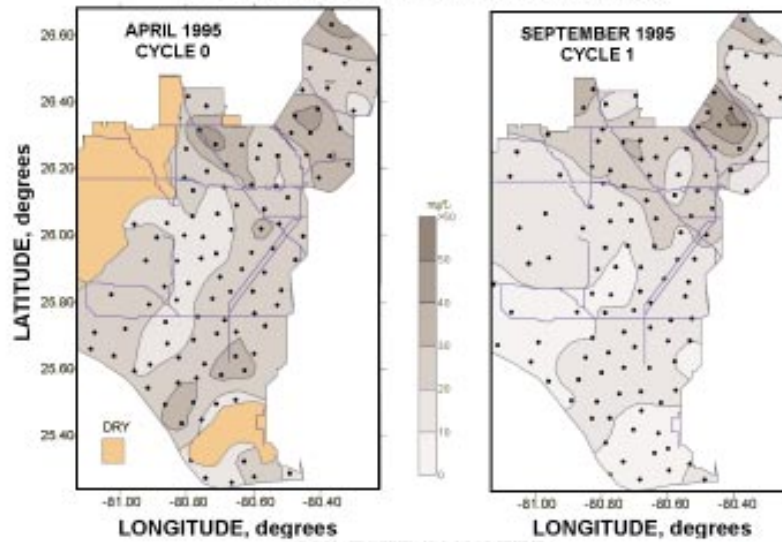 APRIL 1995
CYCLE 0
SEPTEMBER 1995
CYCLE 1
26.60
26.40
26.20
26.00
25.80
25.60
25.40
LATITUDE, degrees
DRY
mg/L
>50
50
40
30
20
10
0
-81.00 -80.80 -80.60 -80.40
-81.00 -80.80 -80.60 -80.40
LONGITUDE, degrees
LONGITUDE, degrees